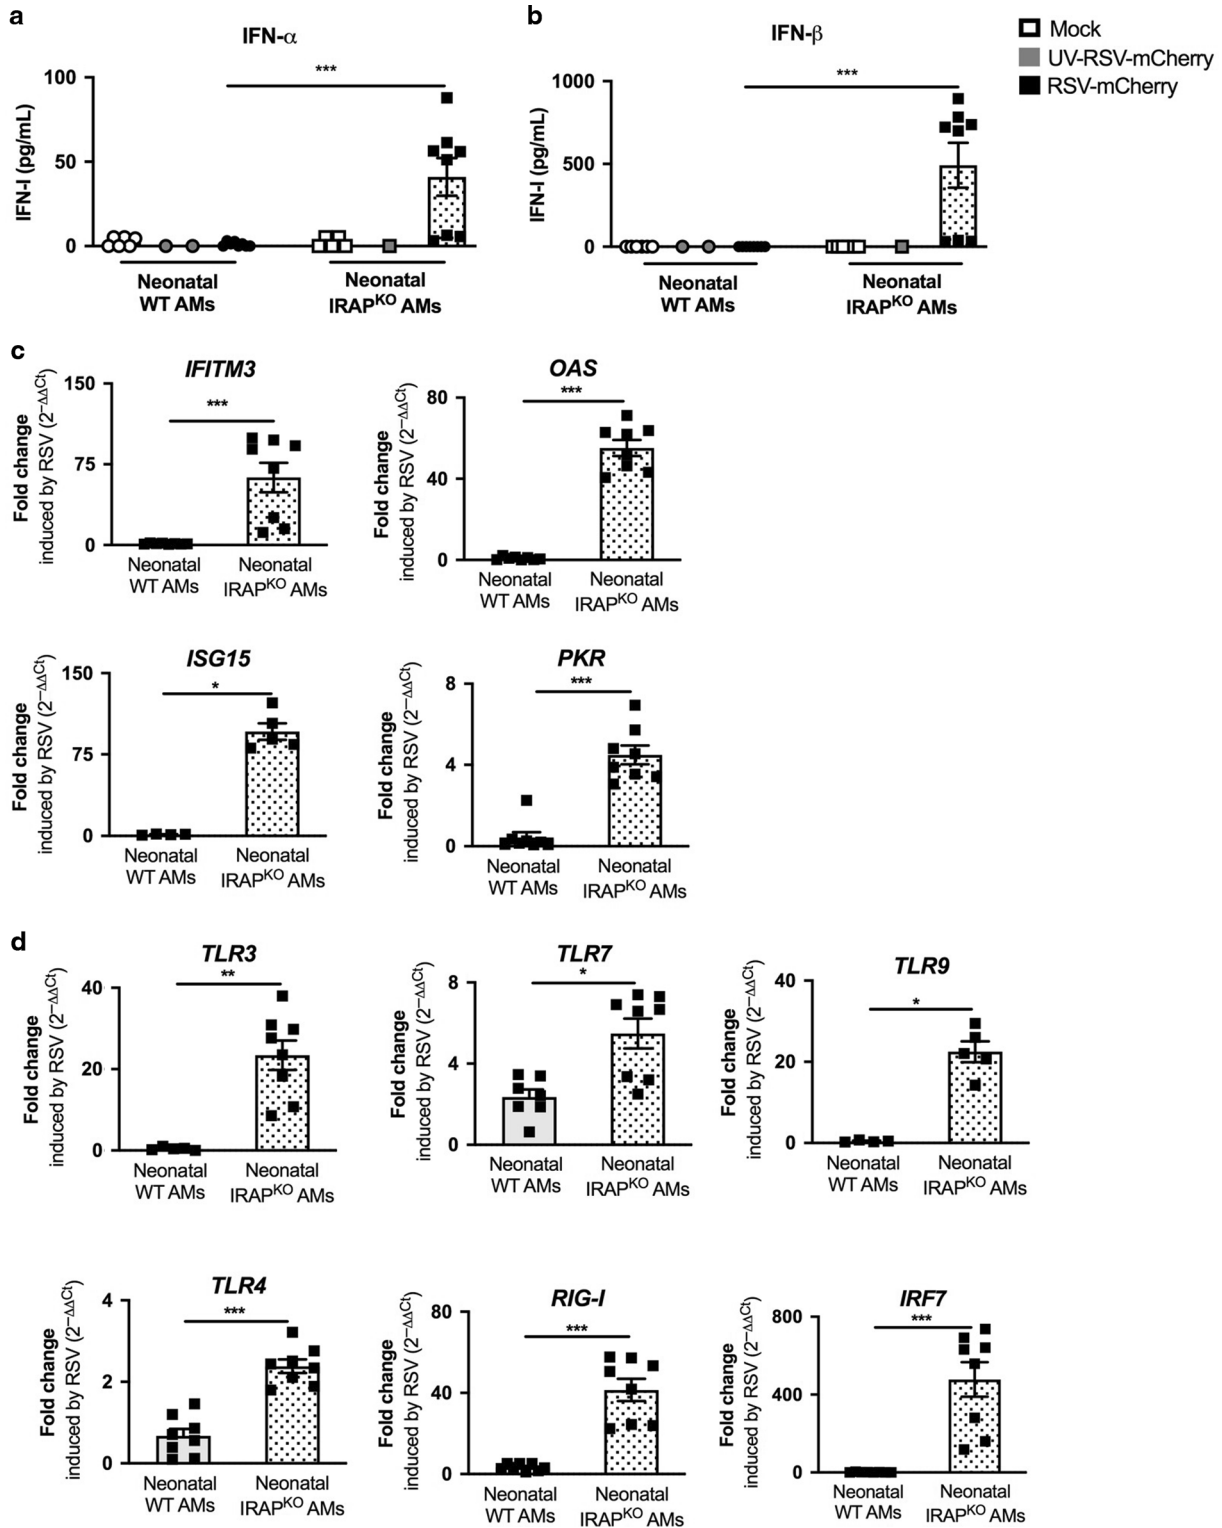 a
IFN-α
***
IFN-I (pg/mL)
100
50
0
Neonatal
WT AMs
Neonatal
IRAPKO AMs
b
IFN-β
***
IFN-I (pg/mL)
1000
500
0
Neonatal
WT AMs
Neonatal
IRAPKO AMs
Mock
UV-RSV-mCherry
RSV-mCherry
c
IFITM3
***
Fold change
induced by RSV (2−ΔΔCt)
150
75
0
Neonatal
WT AMs
Neonatal
IRAPKO AMs
OAS
***
Fold change
induced by RSV (2−ΔΔCt)
80
40
0
Neonatal
WT AMs
Neonatal
IRAPKO AMs
ISG15
*
Fold change
induced by RSV (2−ΔΔCt)
150
75
0
Neonatal
WT AMs
Neonatal
IRAPKO AMs
PKR
***
Fold change
induced by RSV (2−ΔΔCt)
8
4
0
Neonatal
WT AMs
Neonatal
IRAPKO AMs
d
TLR3
**
Fold change
induced by RSV (2−ΔΔCt)
40
20
0
Neonatal
WT AMs
Neonatal
IRAPKO AMs
TLR7
*
Fold change
induced by RSV (2−ΔΔCt)
8
4
0
Neonatal
WT AMs
Neonatal
IRAPKO AMs
TLR9
*
Fold change
induced by RSV (2−ΔΔCt)
40
20
0
Neonatal
WT AMs
Neonatal
IRAPKO AMs
TLR4
***
Fold change
induced by RSV (2−ΔΔCt)
4
2
0
Neonatal
WT AMs
Neonatal
IRAPKO AMs
RIG-I
***
Fold change
induced by RSV (2−ΔΔCt)
80
40
0
Neonatal
WT AMs
Neonatal
IRAPKO AMs
IRF7
***
Fold change
induced by RSV (2−ΔΔCt)
800
400
0
Neonatal
WT AMs
Neonatal
IRAPKO AMs